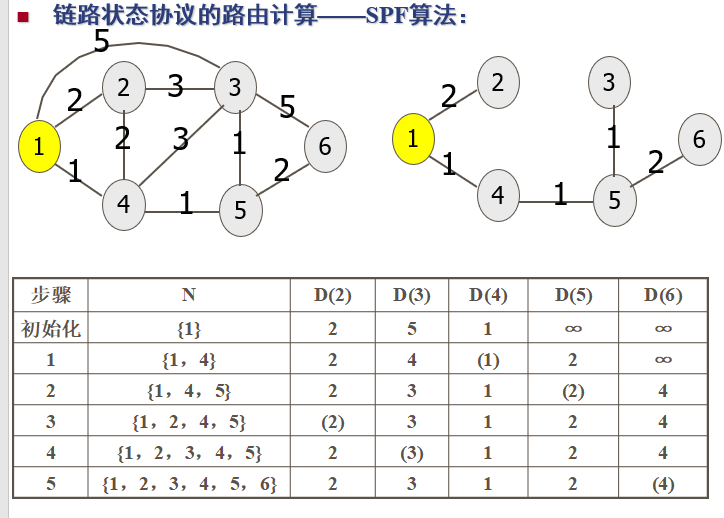 链路状态协议的路由计算——SPF算法：
5
2 3 5
2 3 1
1 2 3 1 6
1 4 1 5 2
2 3
2
1 1 6
1 4 1 5 2
步骤 N D(2) D(3) D(4) D(5) D(6)
初始化 {1} 2 5 1 ∞ ∞
1 {1，4} 2 4 (1) 2 ∞
2 {1，4，5} 2 3 1 (2) 4
3 {1，2，4，5} (2) 3 1 2 4
4 {1，2，3，4，5} 2 (3) 1 2 4
5 {1，2，3，4，5，6} 2 3 1 2 (4)